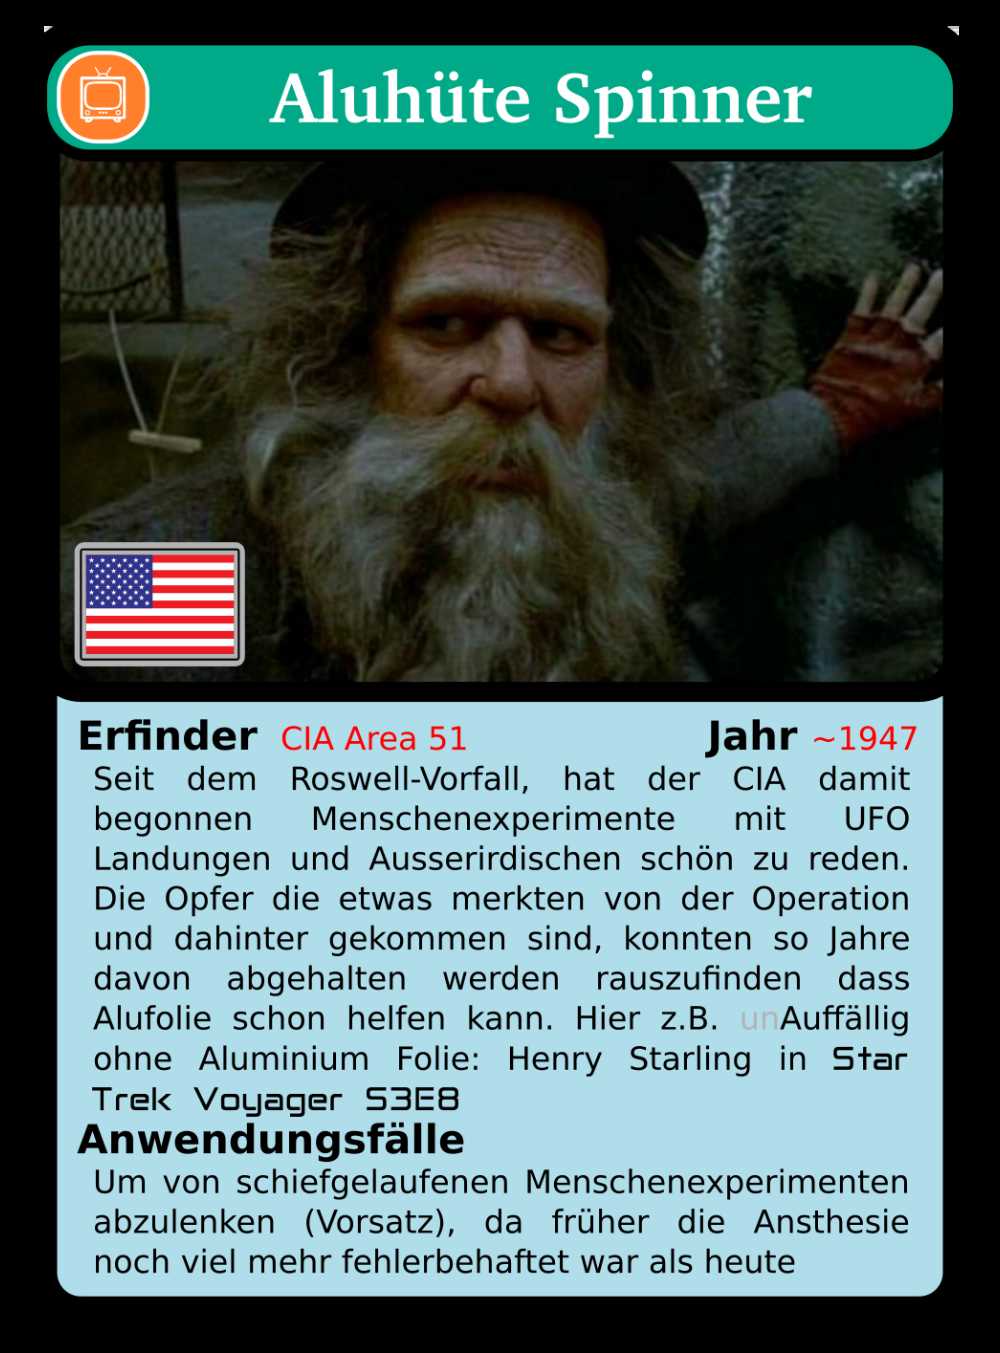 Aluhüte Spinner
Erfinder CIA Area 51 Jahr ~1947
Seit dem Roswell-Vorfall, hat der CIA damit
begonnen Menschenexperimente mit UFO
Landungen und Ausserirdischen schön zu reden.
Die Opfer die etwas merkten von der Operation
und dahinter gekommen sind, konnten so Jahre
davon abgehalten werden rauszufinden dass
Alufolie schon helfen kann. Hier z.B. unAuffällig
ohne Aluminium Folie: Henry Starling in Star
Trek Voyager S3E8
Anwendungsfälle
Um von schiefgelaufenen Menschenexperimenten
abzulenken (Vorsatz), da früher die Ansthesie
noch viel mehr fehlerbehaftet war als heute